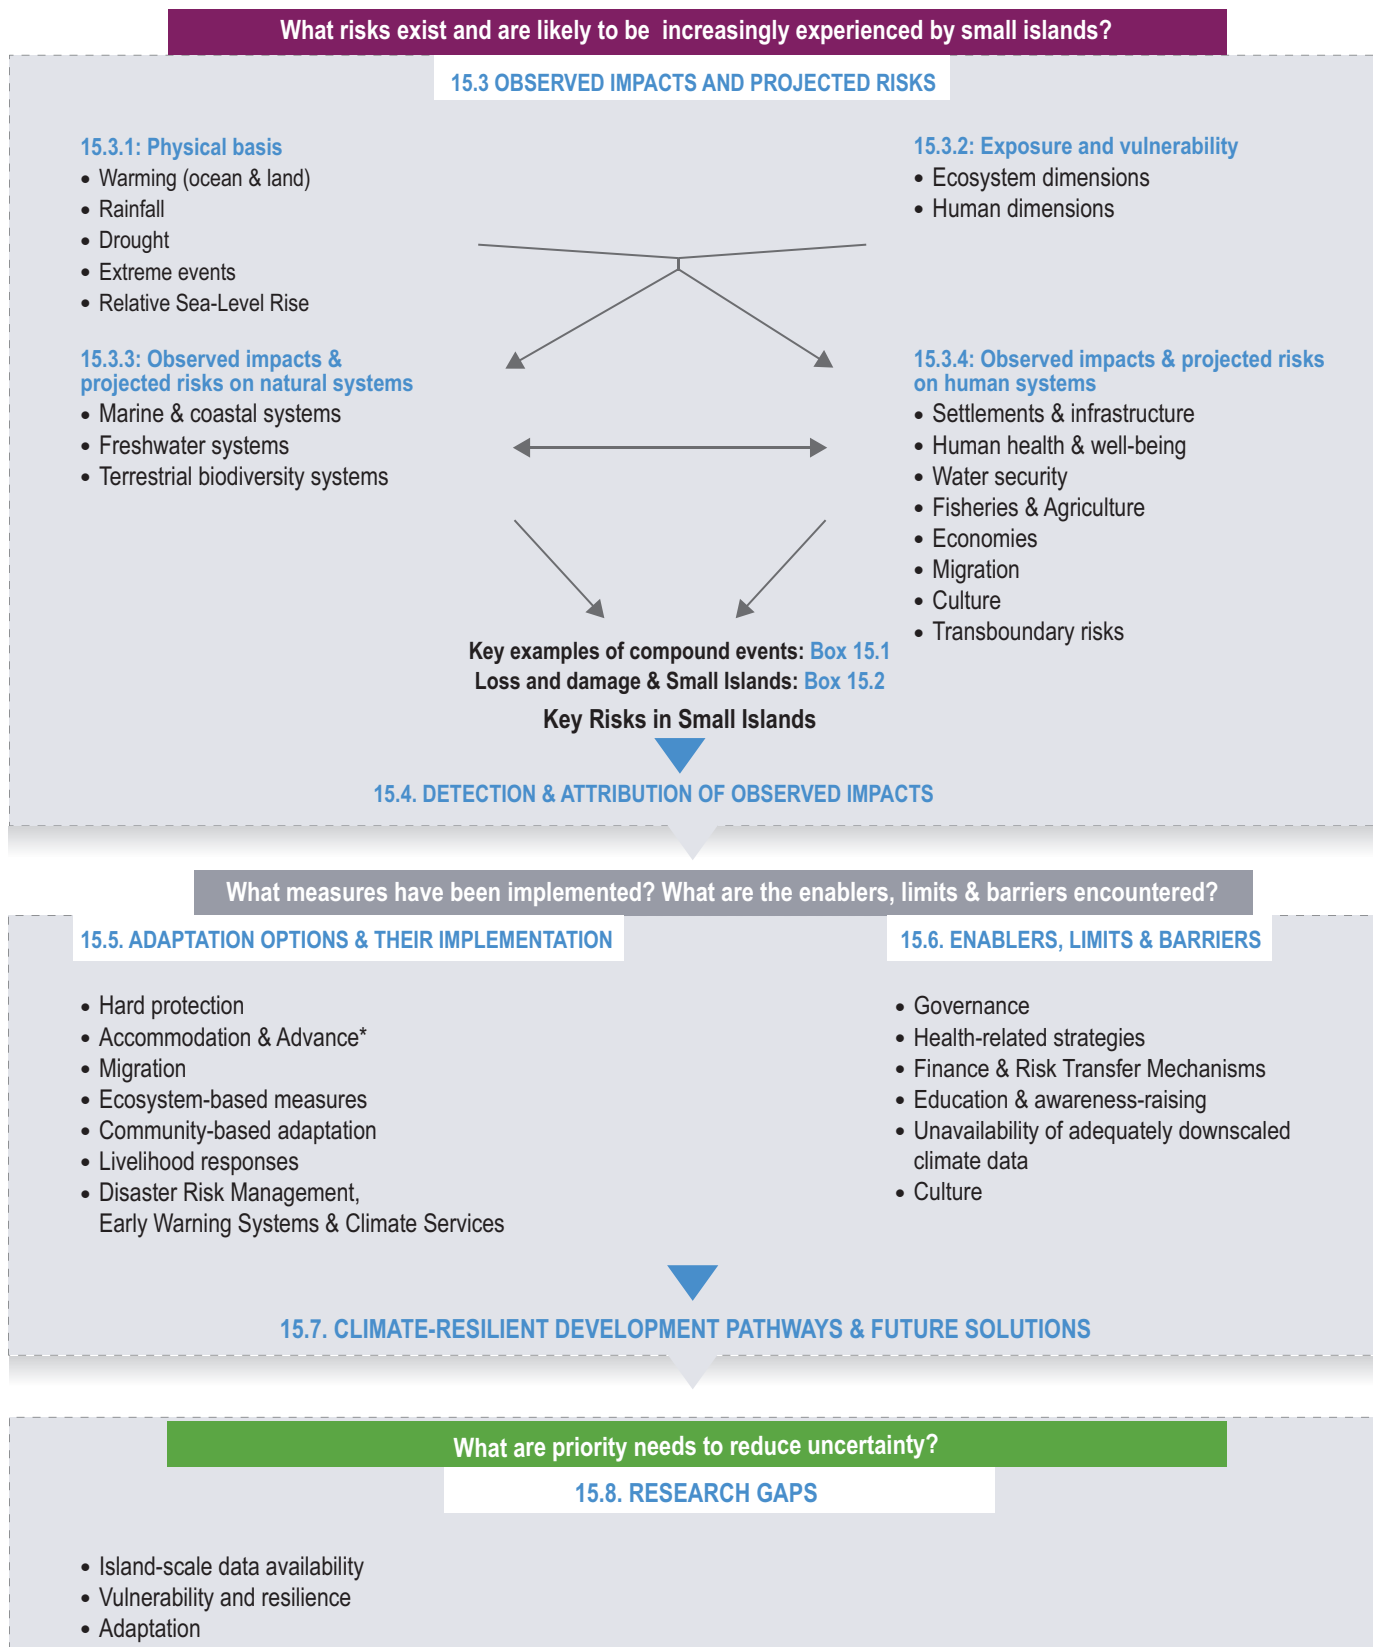 What risks exist and are likely to be increasingly experienced by small islands?
15.3 OBSERVED IMPACTS AND PROJECTED RISKS
15.3.1: Physical basis
• Warming (ocean & land)
• Rainfall
• Drought
• Extreme events
• Relative Sea-Level Rise
15.3.2: Exposure and vulnerability
• Ecosystem dimensions
• Human dimensions
15.3.3: Observed impacts &
projected risks on natural systems
• Marine & coastal systems
• Freshwater systems
• Terrestrial biodiversity systems
15.3.4: Observed impacts & projected risks
on human systems
• Settlements & infrastructure
• Human health & well-being
• Water security
• Fisheries & Agriculture
• Economies
• Migration
• Culture
• Transboundary risks
Key examples of compound events: Box 15.1
Loss and damage & Small Islands: Box 15.2
Key Risks in Small Islands
15.4. DETECTION & ATTRIBUTION OF OBSERVED IMPACTS
What measures have been implemented? What are the enablers, limits & barriers encountered?
15.5. ADAPTATION OPTIONS & THEIR IMPLEMENTATION
• Hard protection
• Accommodation & Advance*
• Migration
• Ecosystem-based measures
• Community-based adaptation
• Livelihood responses
• Disaster Risk Management,
Early Warning Systems & Climate Services
15.6. ENABLERS, LIMITS & BARRIERS
• Governance
• Health-related strategies
• Finance & Risk Transfer Mechanisms
• Education & awareness-raising
• Unavailability of adequately downscaled
climate data
• Culture
15.7. CLIMATE-RESILIENT DEVELOPMENT PATHWAYS & FUTURE SOLUTIONS
What are priority needs to reduce uncertainty?
15.8. RESEARCH GAPS
• Island-scale data availability
• Vulnerability and resilience
• Adaptation